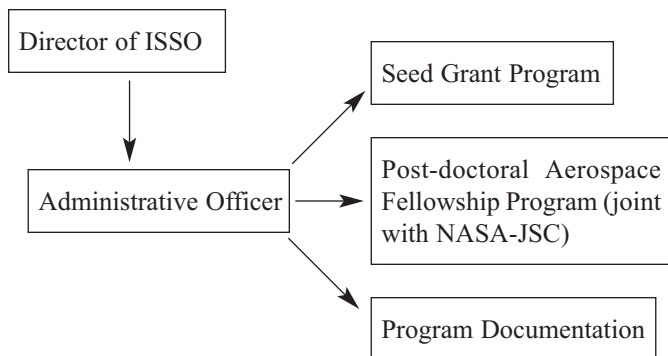 Director of ISSO
Seed Grant Program
Administrative Officer
Post-doctoral Aerospace
Fellowship Program (joint
with NASA-JSC)
Program Documentation